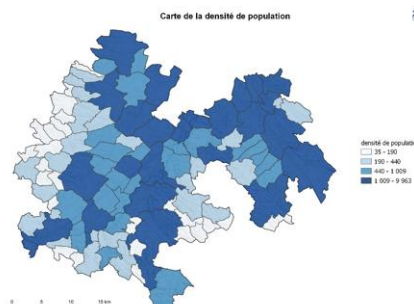 Carte de la densité de population
densité de populatio
35 - 190
190 - 440
440 - 1 009
1 009 - 9 963
0 5 10 15 km